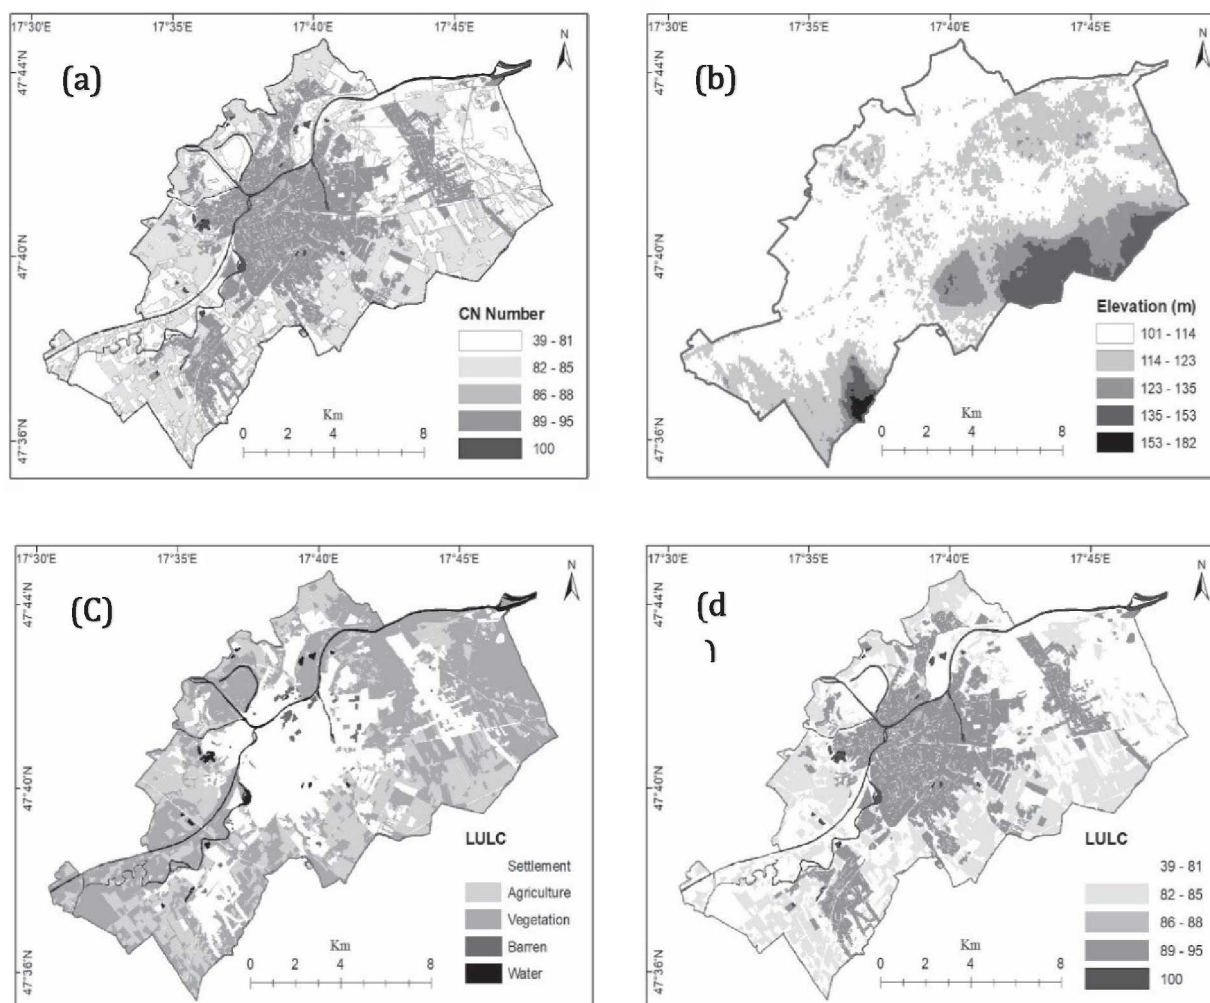 17°30'E 17°35'E 17°40'E 17°45'E
N
47°44'N
(a)
47°40'N
CN Number
39 - 81
82 - 85
86 - 88
89 - 95
100
Km
4 2 0 4 8
47°36'N
17°30'E 17°35'E 17°40'E 17°45'E
N
47°44'N
(b)
47°40'N
Elevation (m)
101 - 114
114 - 123
123 - 135
135 - 153
153 - 182
Km
4 2 0 4 8
47°36'N
17°30'E 17°35'E 17°40'E 17°45'E
N
47°44'N
(C)
47°40'N
LULC
Settlement
Agriculture
Vegetation
Barren
Water
Km
4 2 0 4 8
47°36'N
17°30'E 17°35'E 17°40'E 17°45'E
N
47°44'N
(d
)
47°40'N
LULC
39 - 81
82 - 85
86 - 88
89 - 95
100
Km
4 2 0 4 8
47°36'N